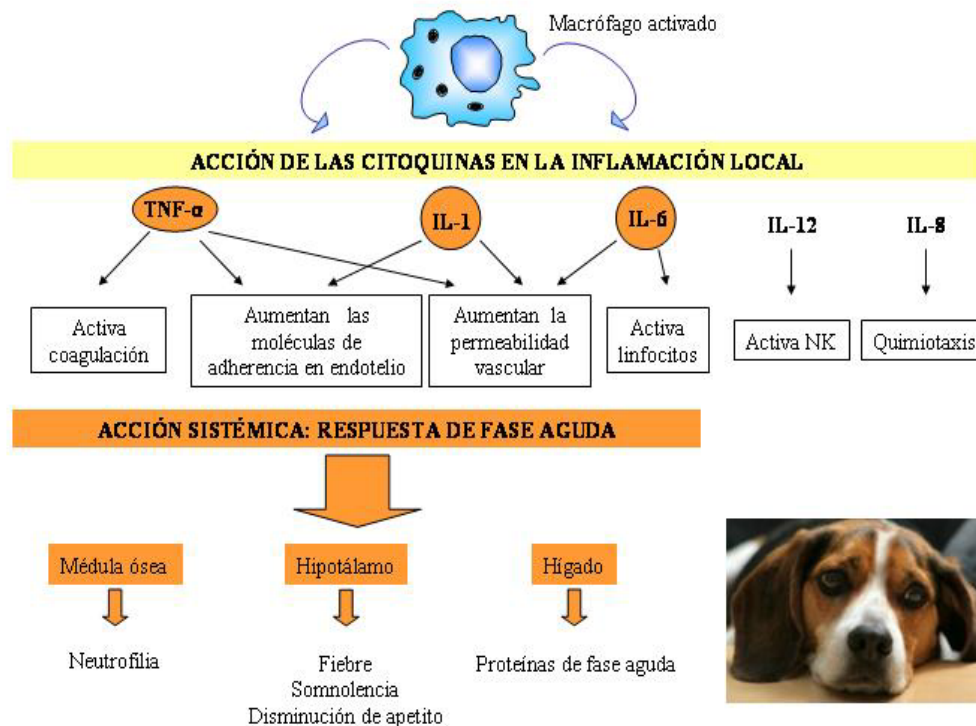 Macrófago activado
ACCIÓN DE LAS CITOQUINAS EN LA INFLAMACIÓN LOCAL
TNF-α
IL-1
IL-6
IL-12
IL-8
Activa
coagulación
Aumentan las
moléculas de
adherencia en endotelio
Aumentan la
permeabilidad
vascular
Activa
linfocitos
Activa NK
Quimiotaxis
ACCIÓN SISTÉMICA: RESPUESTA DE FASE AGUDA
Médula ósea
Hipotálamo
Hígado
Neutrofilia
Fiebre
Somnolencia
Disminución de apetito
Proteínas de fase aguda